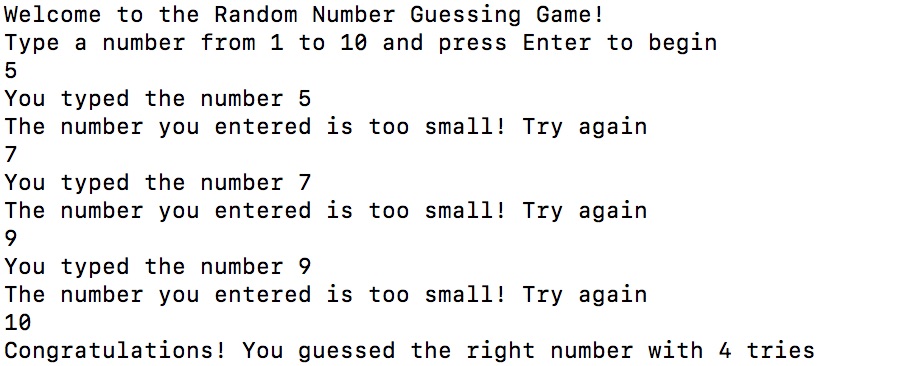 Welcome to the Random Number Guessing Game!
Type a number from 1 to 10 and press Enter to begin
5
You typed the number 5
The number you entered is too small! Try again
7
You typed the number 7
The number you entered is too small! Try again
9
You typed the number 9
The number you entered is too small! Try again
10
Congratulations! You guessed the right number with 4 tries